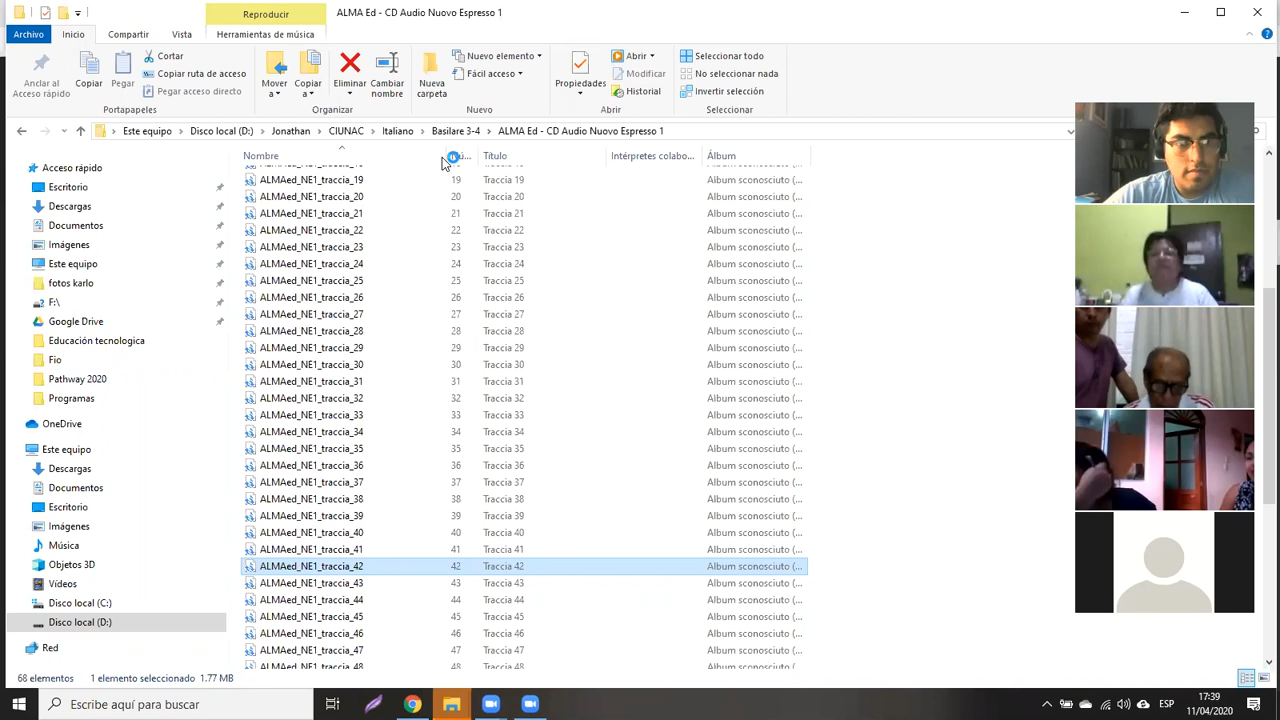 Reproducir
ALMA Ed - CD Audio Nuovo Espresso 1
Archivo Inicio Compartir Vista Herramientas de música
Anclar al Acceso rápido
Copiar
Pegar
Cortar
Copiar ruta de acceso
Pegar acceso directo
Mover a
Copiar a
Eliminar
Cambiar nombre
Nueva carpeta
Nuevo elemento
Fácil acceso
Propiedades
Abrir
Modificar
Historial
Seleccionar todo
No seleccionar nada
Invertir selección
Portapapeles Organizar Nuevo Abrir Seleccionar
Este equipo > Disco local (D:) > Jonathan > CIUNAC > Italiano > Basilare 3-4 > ALMA Ed - CD Audio Nuovo Espresso 1
Nombre Título Intérpretes colabo... Álbum
Acceso rápido
Escritorio
Descargas
Documentos
Imágenes
Este equipo
fotos karlo
F:\
Google Drive
Educación tecnologica
Fio
Pathway 2020
Programas
OneDrive
Este equipo
Descargas
Documentos
Escritorio
Imágenes
Música
Objetos 3D
Vídeos
Disco local (C:)
Disco local (D:)
Red
ALMAed_NE1_traccia_19 19 Traccia 19 Album sconosciuto (...
ALMAed_NE1_traccia_20 20 Traccia 20 Album sconosciuto (...
ALMAed_NE1_traccia_21 21 Traccia 21 Album sconosciuto (...
ALMAed_NE1_traccia_22 22 Traccia 22 Album sconosciuto (...
ALMAed_NE1_traccia_23 23 Traccia 23 Album sconosciuto (...
ALMAed_NE1_traccia_24 24 Traccia 24 Album sconosciuto (...
ALMAed_NE1_traccia_25 25 Traccia 25 Album sconosciuto (...
ALMAed_NE1_traccia_26 26 Traccia 26 Album sconosciuto (...
ALMAed_NE1_traccia_27 27 Traccia 27 Album sconosciuto (...
ALMAed_NE1_traccia_28 28 Traccia 28 Album sconosciuto (...
ALMAed_NE1_traccia_29 29 Traccia 29 Album sconosciuto (...
ALMAed_NE1_traccia_30 30 Traccia 30 Album sconosciuto (...
ALMAed_NE1_traccia_31 31 Traccia 31 Album sconosciuto (...
ALMAed_NE1_traccia_32 32 Traccia 32 Album sconosciuto (...
ALMAed_NE1_traccia_33 33 Traccia 33 Album sconosciuto (...
ALMAed_NE1_traccia_34 34 Traccia 34 Album sconosciuto (...
ALMAed_NE1_traccia_35 35 Traccia 35 Album sconosciuto (...
ALMAed_NE1_traccia_36 36 Traccia 36 Album sconosciuto (...
ALMAed_NE1_traccia_37 37 Traccia 37 Album sconosciuto (...
ALMAed_NE1_traccia_38 38 Traccia 38 Album sconosciuto (...
ALMAed_NE1_traccia_39 39 Traccia 39 Album sconosciuto (...
ALMAed_NE1_traccia_40 40 Traccia 40 Album sconosciuto (...
ALMAed_NE1_traccia_41 41 Traccia 41 Album sconosciuto (...
ALMAed_NE1_traccia_42 42 Traccia 42 Album sconosciuto (...
ALMAed_NE1_traccia_43 43 Traccia 43 Album sconosciuto (...
ALMAed_NE1_traccia_44 44 Traccia 44 Album sconosciuto (...
ALMAed_NE1_traccia_45 45 Traccia 45 Album sconosciuto (...
ALMAed_NE1_traccia_46 46 Traccia 46 Album sconosciuto (...
ALMAed_NE1_traccia_47 47 Traccia 47 Album sconosciuto (...
ALMAed_NE1_traccia_48 48 Traccia 48 Album sconosciuto (...
68 elementos 1 elemento seleccionado 1.77 MB
Escribe aquí para buscar
ESP
17:39
11/04/2020